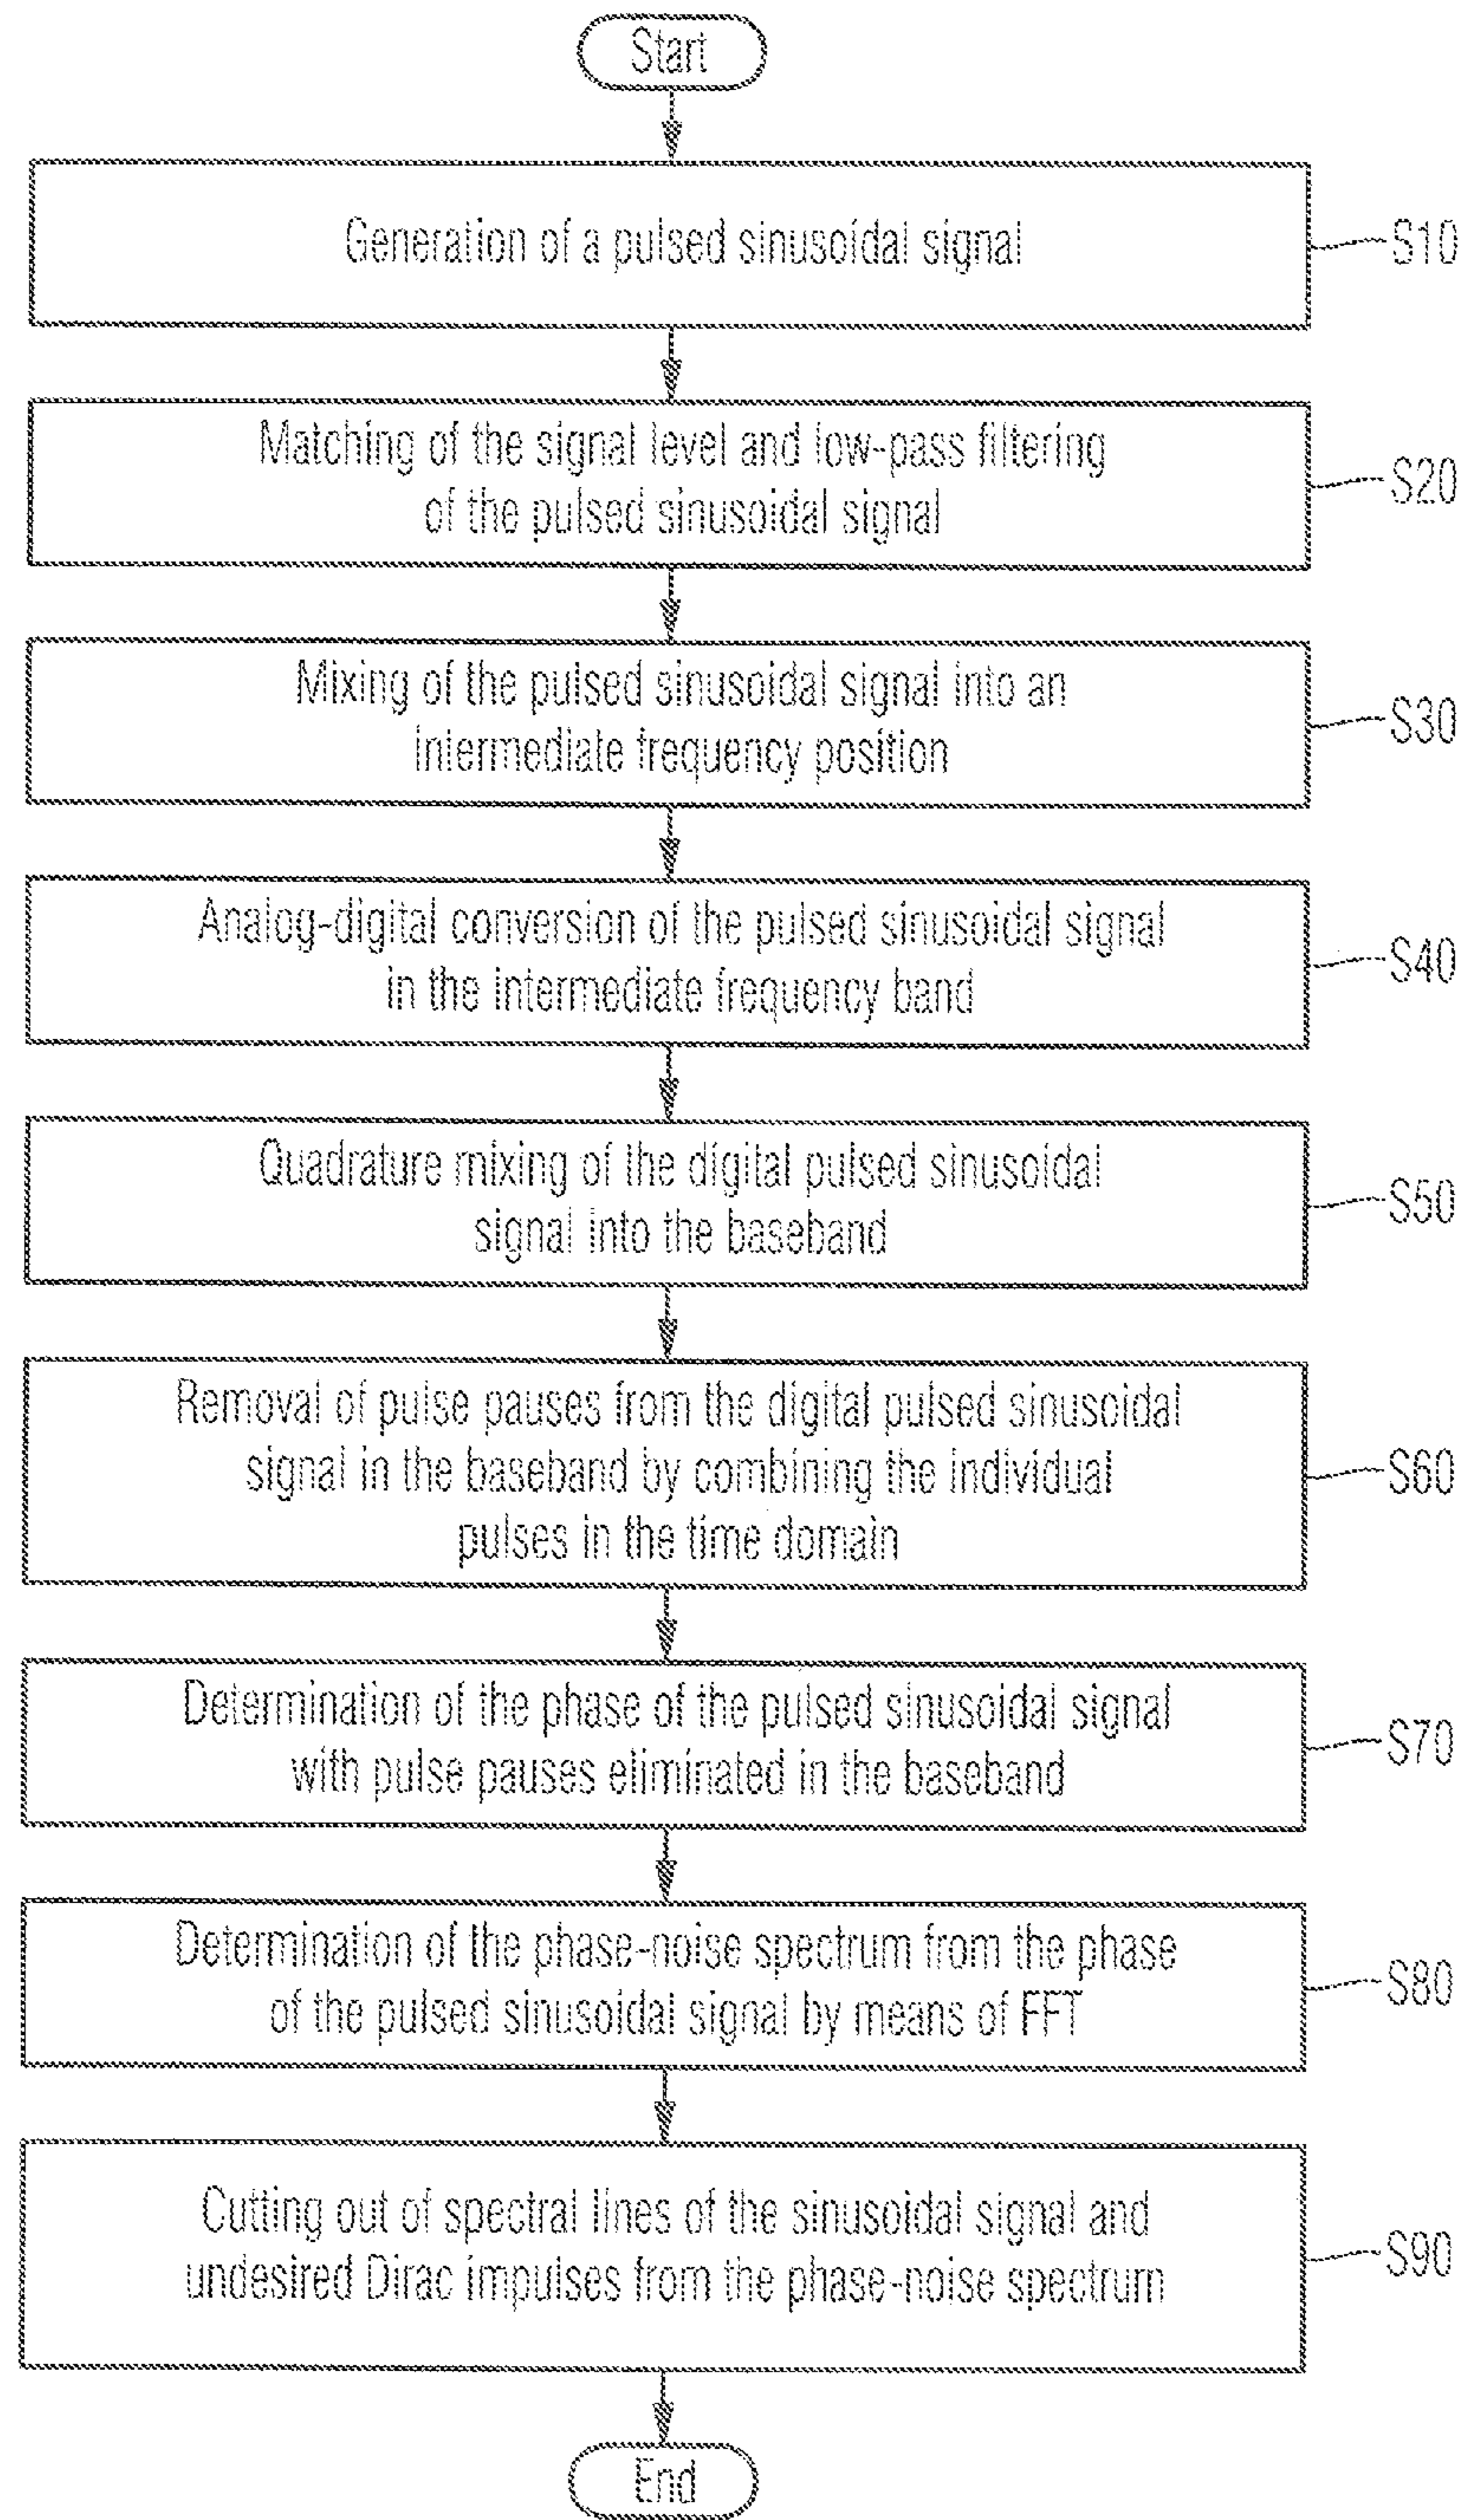 Start
Generation of a pulsed sinusoidal signal
S10
Matching of the signal level and low-pass filtering
of the pulsed sinusoidal signal
S20
Mixing of the pulsed sinusoidal signal into an
intermediate frequency position
S30
Analog-digital conversion of the pulsed sinusoidal signal
in the intermediate frequency band
S40
Quadrature mixing of the digital pulsed sinusoidal
signal into the baseband
S50
Removal of pulse pauses from the digital pulsed sinusoidal
signal in the baseband by combining the individual
pulses in the time domain
S60
Determination of the phase of the pulsed sinusoidal signal
with pulse pauses eliminated in the baseband
S70
Determination of the phase-noise spectrum from the phase
of the pulsed sinusoidal signal by means of FFT
S80
Cutting out of spectral lines of the sinusoidal signal and
undesired Dirac impulses from the phase-noise spectrum
S90
End